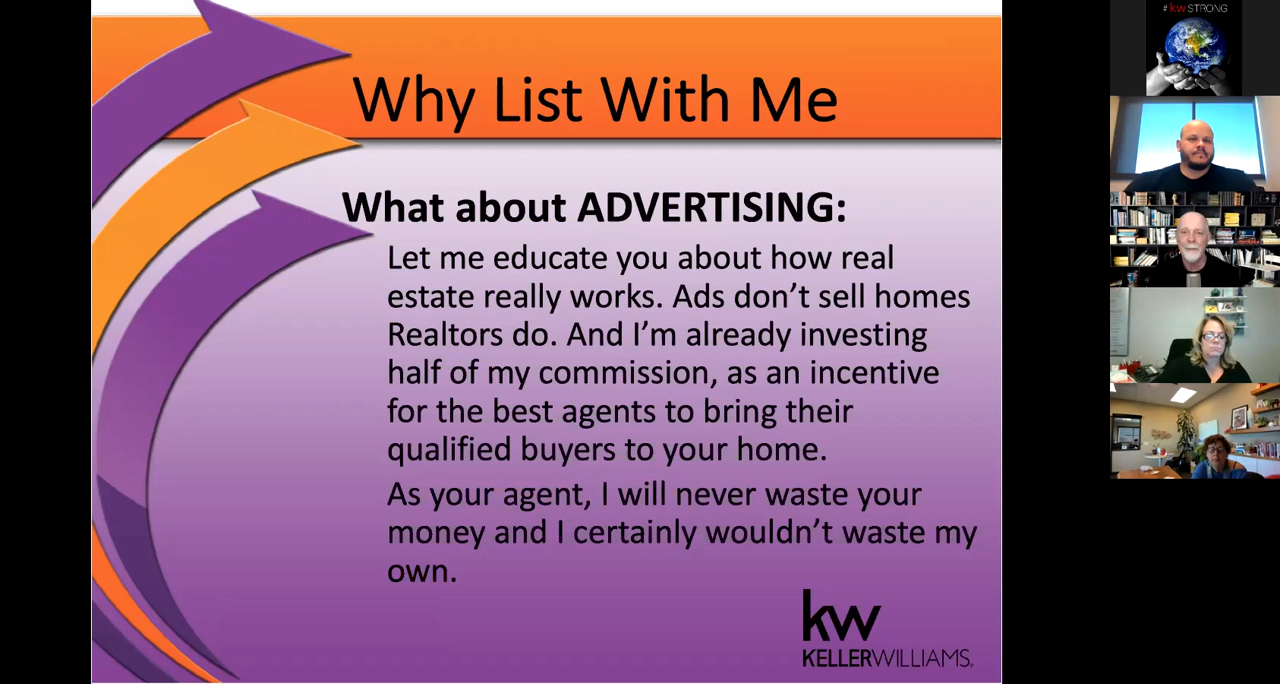 Why List With Me
What about ADVERTISING:
Let me educate you about how real
estate really works. Ads don’t sell homes
Realtors do. And I’m already investing
half of my commission, as an incentive
for the best agents to bring their
qualified buyers to your home.
As your agent, I will never waste your
money and I certainly wouldn’t waste my
own.
kw
KELLERWILLIAMS.
#kwSTRONG